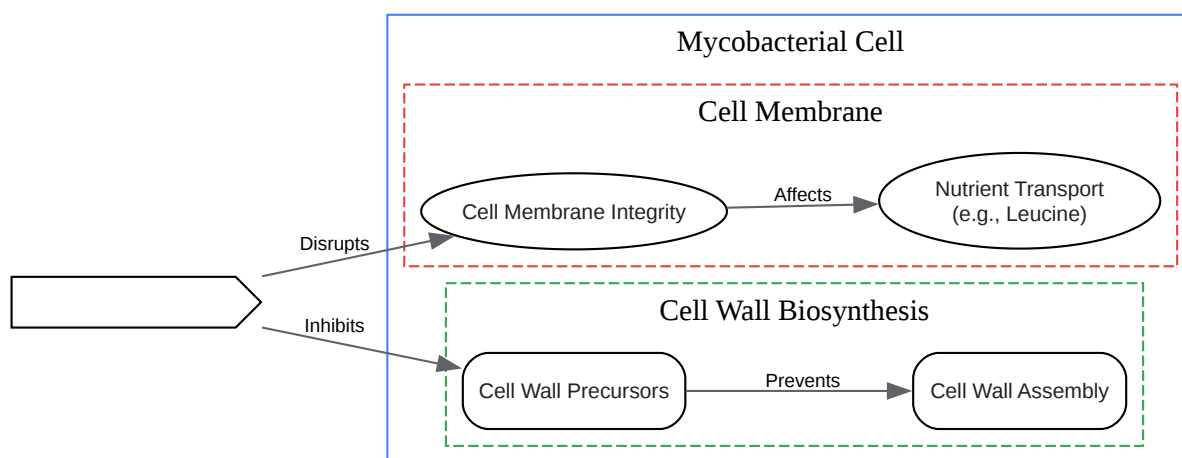 Mycobacterial Cell
Cell Membrane
Cell Membrane Integrity
Affects
Nutrient Transport
(e.g., Leucine)
Disrupts
Inhibits
Cell Wall Biosynthesis
Cell Wall Precursors
Prevents
Cell Wall Assembly